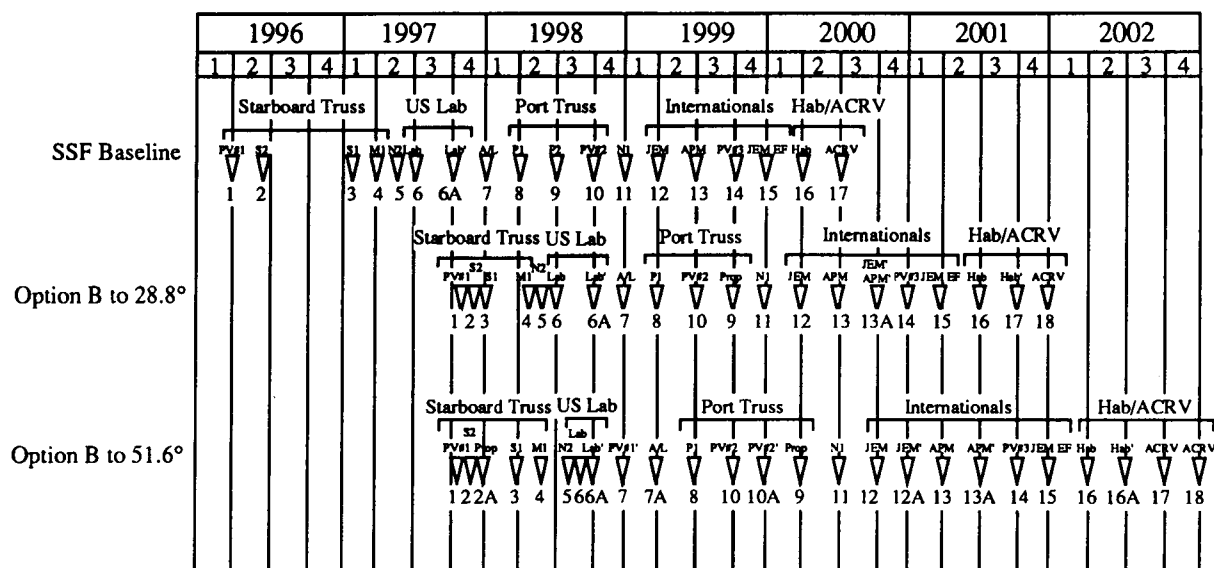 1996 1997 1998 1999 2000 2001 2002
1 2 3 4 1 2 3 4 1 2 3 4 1 2 3 4 1 2 3 4 1 2 3 4 1 2 3 4
Starboard Truss US Lab Port Truss Internationals Hab/ACRV
SSF Baseline
PV#1 S2 S1 M1 N2 Lab Lab' A/L P1 P2 PV#2 N1 JEM APM PV#3 JEM EF Hab ACRV
1 2 3 4 5 6 6A 7 8 9 10 11 12 13 14 15 16 17
Starboard Truss US Lab Port Truss Internationals Hab/ACRV
S2 N2 JEM'
Option B to 28.8°
PV#1 S1 M1 Lab Lab' A/L P1 PV#2 Prop N1 JEM APM APM' PV#3 JEM EF Hab Hab' ACRV
1 2 3 4 5 6 6A 7 8 10 9 11 12 13 13A 14 15 16 17 18
Starboard Truss US Lab Port Truss Internationals Hab/ACRV
S2 Lab
Option B to 51.6°
PV#1 Prop S1 M1 N2 Lab' PV#1' A/L P1 PV#2 PV#2' Prop N1 JEM JEM' APM APM' PV#3 JEM EF Hab Hab' ACRV ACRV
1 2 2A 3 4 5 6 6A 7 7A 8 10 10A 9 11 12 12A 13 13A 14 15 16 16A 17 18